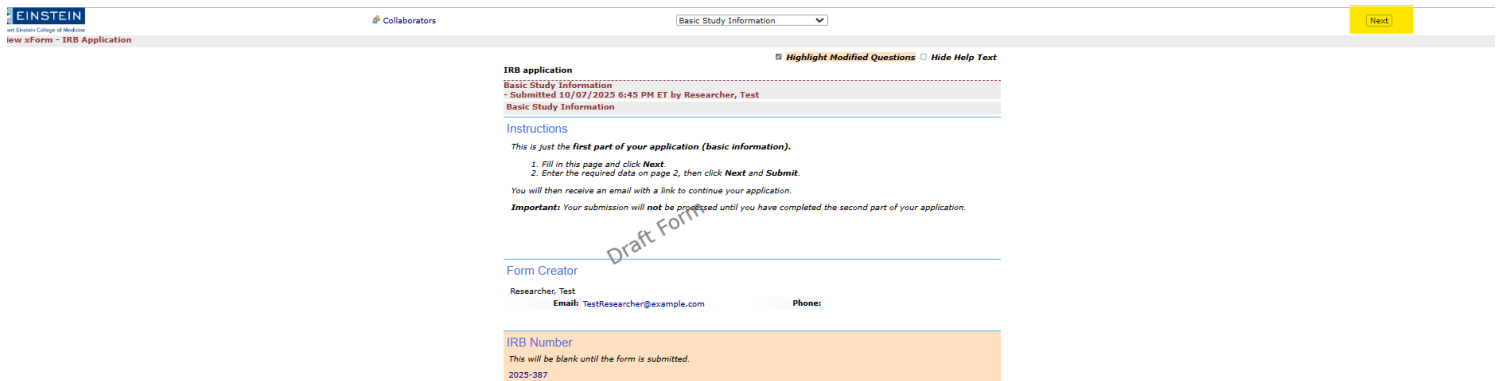 EINSTEIN
ert Einstein College of Medicine
Collaborators
Basic Study Information
Next
iew xForm - IRB Application
Highlight Modified Questions
Hide Help Text
IRB application
Basic Study Information
- Submitted 10/07/2025 6:45 PM ET by Researcher, Test
Basic Study Information
Instructions
This is just the first part of your application (basic information).
1. Fill in this page and click Next.
2. Enter the required data on page 2, then click Next and Submit.
You will then receive an email with a link to continue your application.
Important: Your submission will not be processed until you have completed the second part of your application.
Draft Form
Form Creator
Researcher, Test
Email: TestResearcher@example.com
Phone:
IRB Number
This will be blank until the form is submitted.
2025-387